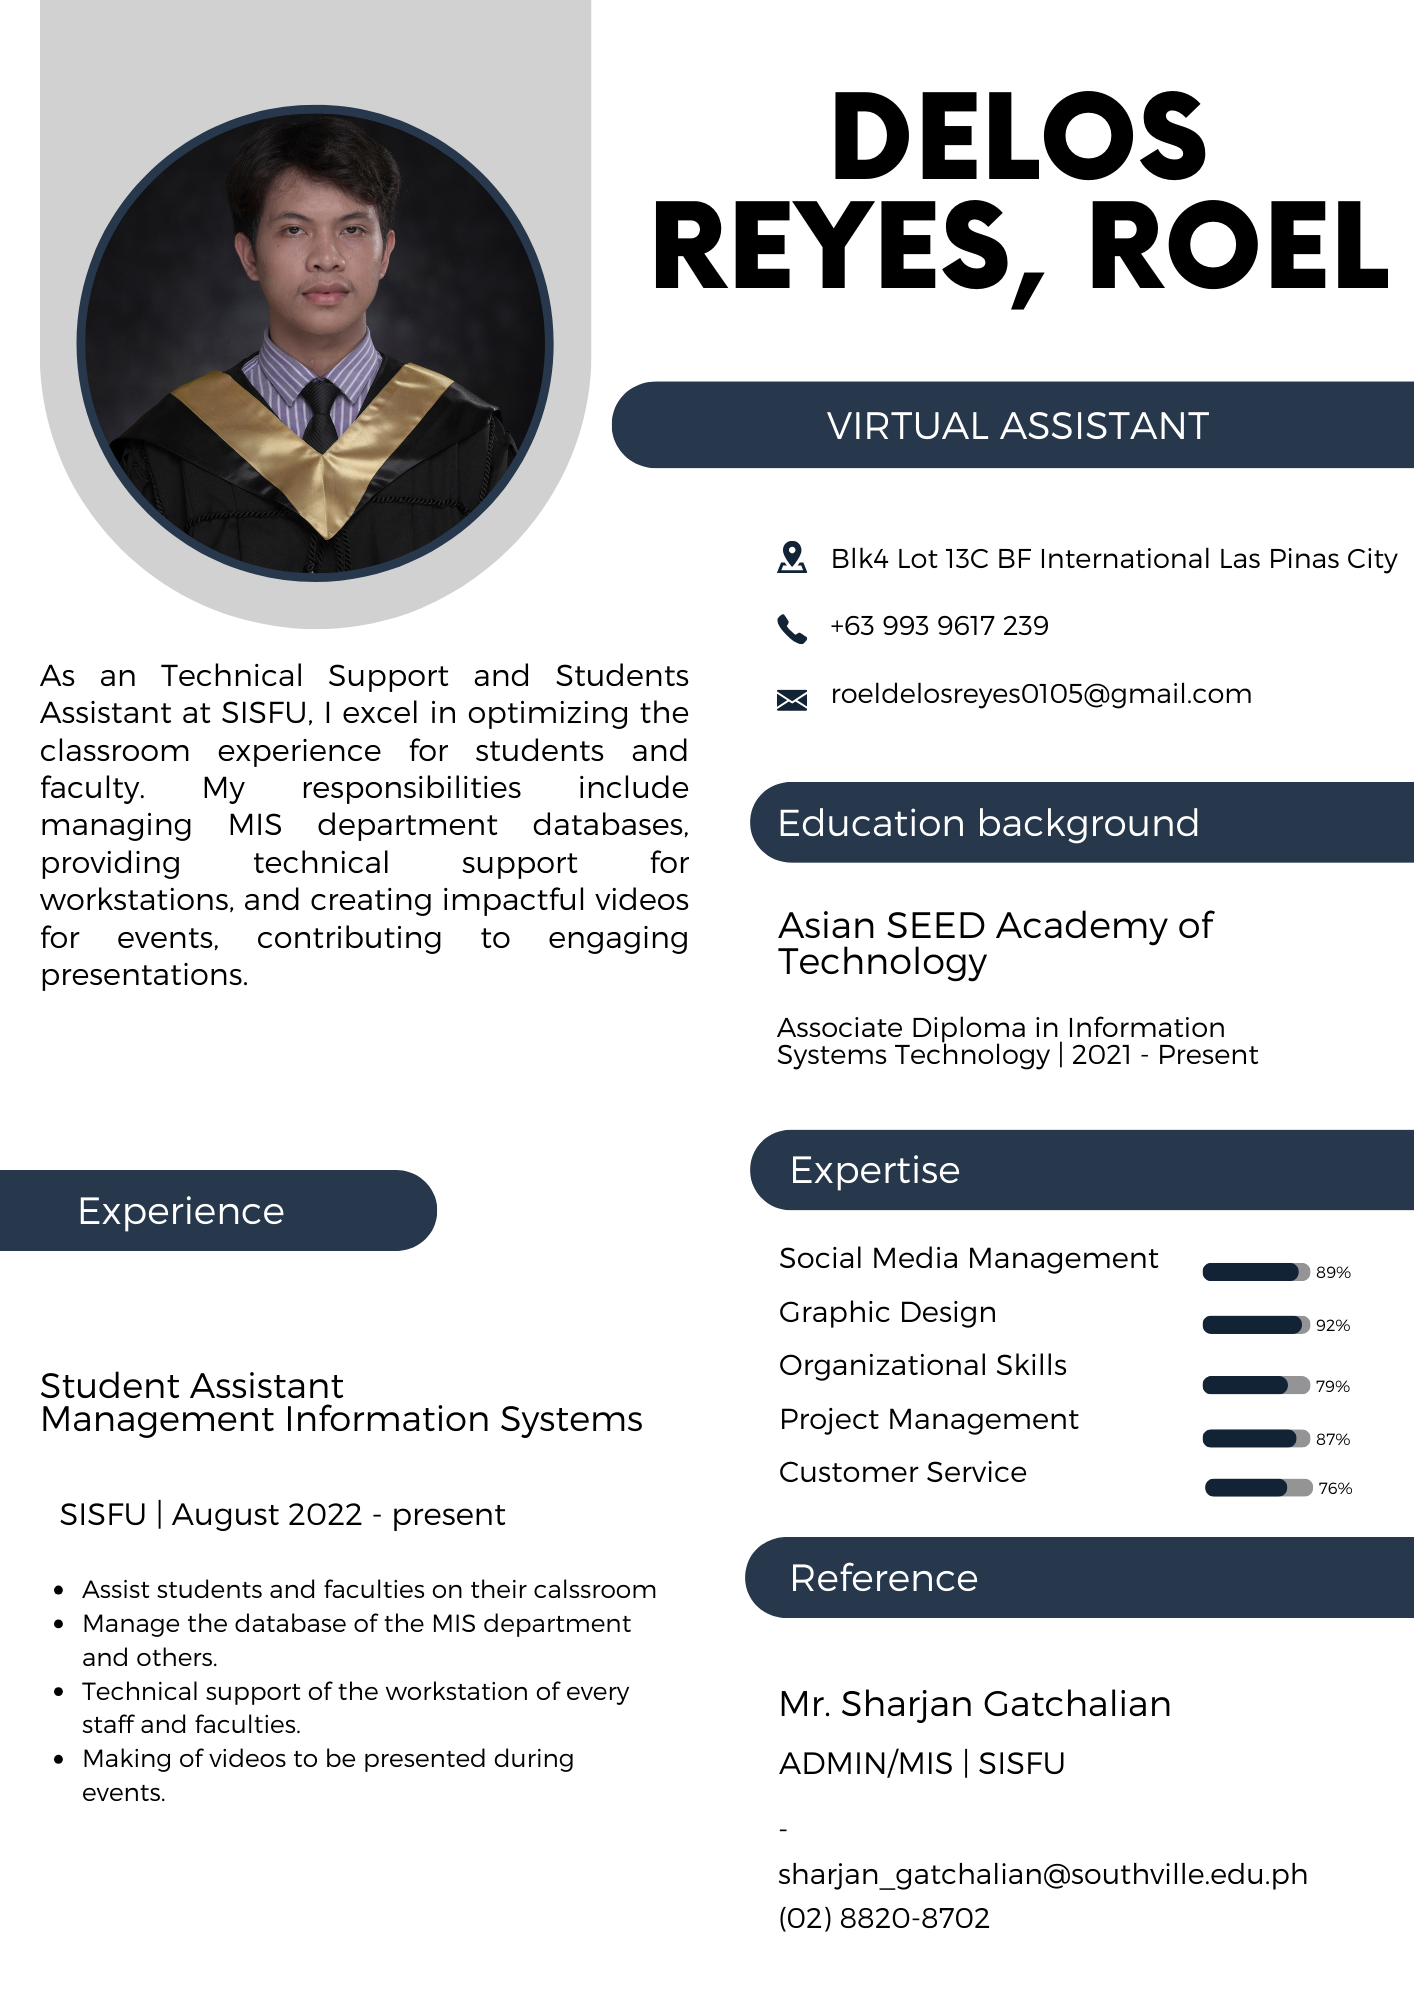 DELOS
REYES, ROEL
VIRTUAL ASSISTANT
Blk4 Lot 13C BF International Las Pinas City
+63 993 9617 239
roeldelosreyes0105@gmail.com
As an Technical Support and Students
Assistant at SISFU, I excel in optimizing the
classroom experience for students and
faculty. My responsibilities include
managing MIS department databases,
providing technical support for
workstations, and creating impactful videos
for events, contributing to engaging
presentations.
Experience
Student Assistant
Management Information Systems
SISFU | August 2022 - present
• Assist students and faculties on their calssroom
• Manage the database of the MIS department
and others.
• Technical support of the workstation of every
staff and faculties.
• Making of videos to be presented during
events.
Education background
Asian SEED Academy of
Technology
Associate Diploma in Information
Systems Technology | 2021 - Present
Expertise
Social Media Management 89%
Graphic Design 92%
Organizational Skills 79%
Project Management 87%
Customer Service 76%
Reference
Mr. Sharjan Gatchalian
ADMIN/MIS | SISFU
-
sharjan_gatchalian@southville.edu.ph
(02) 8820-8702